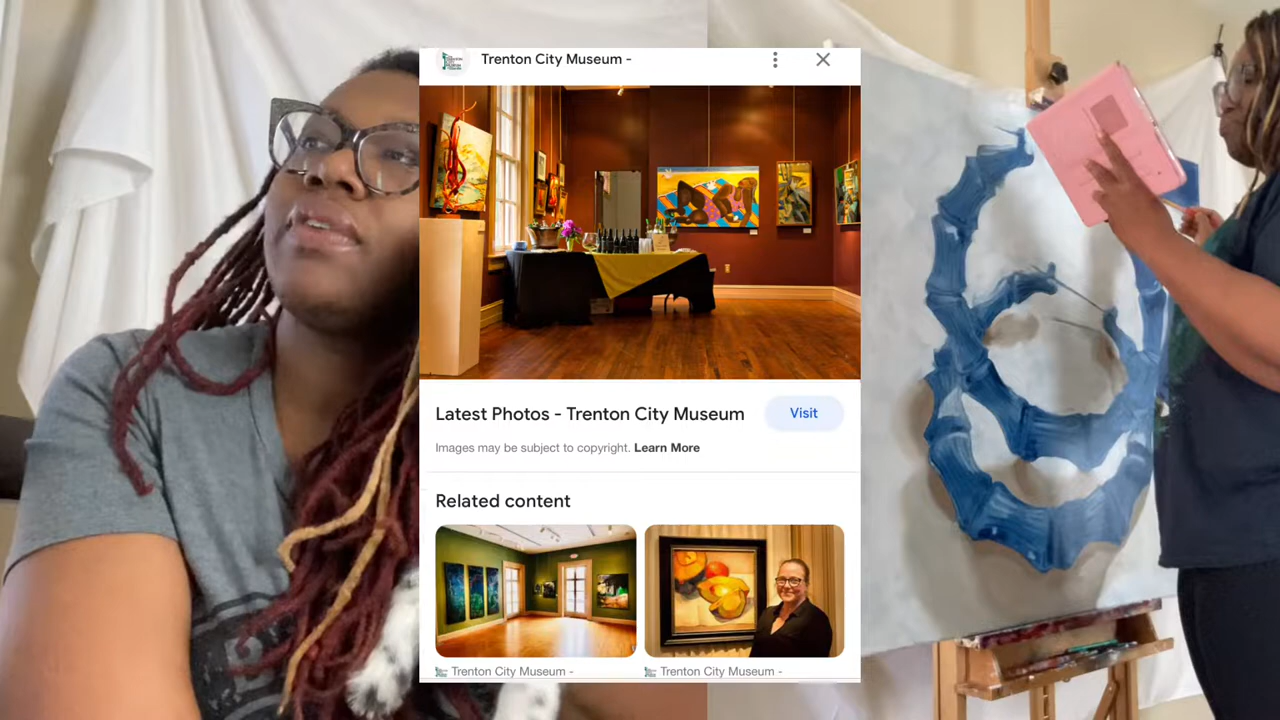 Trenton City Museum -
Latest Photos - Trenton City Museum
Visit
Images may be subject to copyright. Learn More
Related content
Trenton City Museum -
Trenton City Museum -